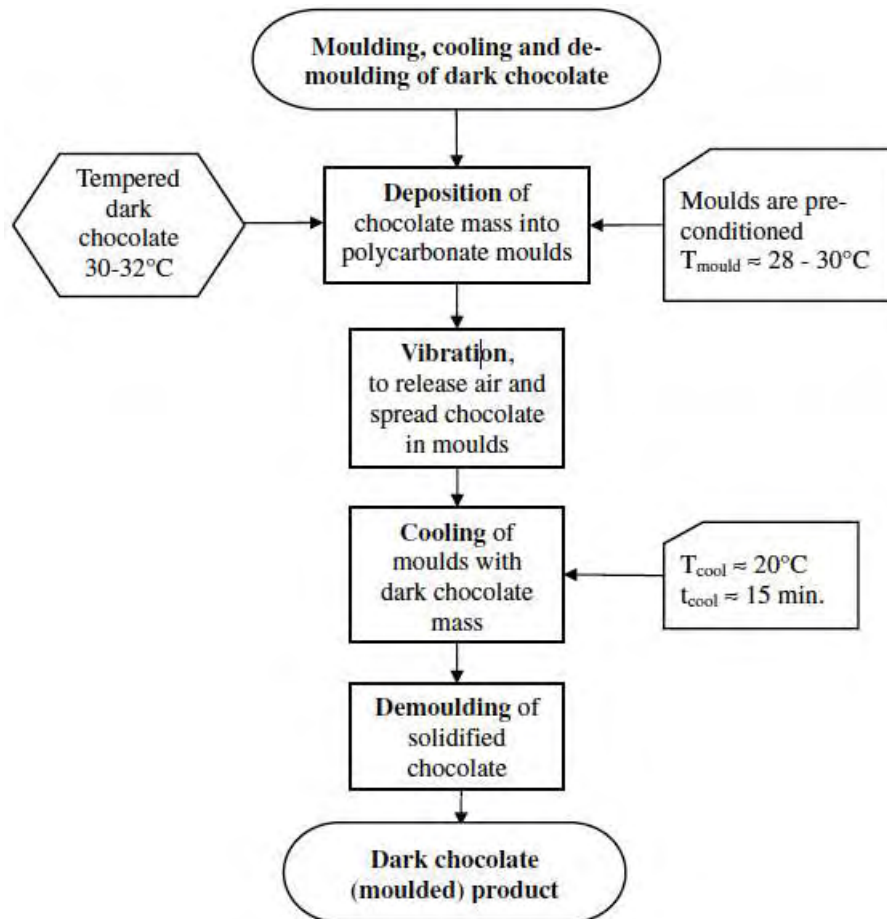 Moulding, cooling and de-
moulding of dark chocolate
Tempered
dark
chocolate
30-32°C
Deposition of
chocolate mass into
polycarbonate moulds
Moulds are pre-
conditioned
Tmould ≈ 28 - 30°C
Vibration,
to release air and
spread chocolate
in moulds
Cooling of
moulds with
dark chocolate
mass
Tcool ≈ 20°C
tcool ≈ 15 min.
Demoulding of
solidified
chocolate
Dark chocolate
(moulded) product